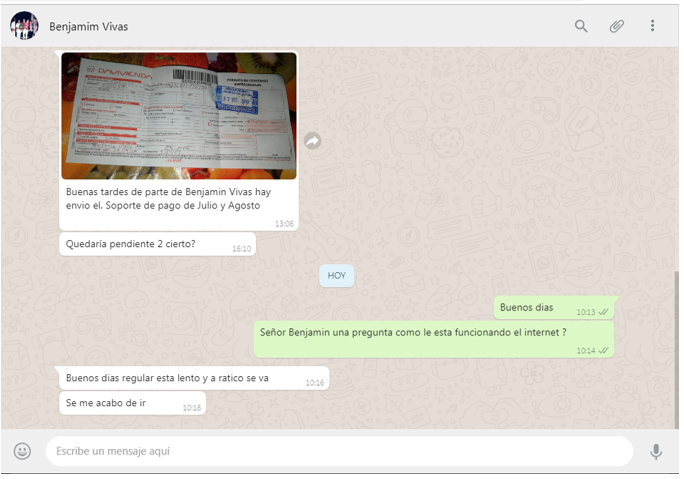 Benjamim Vivas
DAVIVIENDA
Buenas tardes de parte de Benjamin Vivas hay
envio el. Soporte de pago de Julio y Agosto
13:06
Quedaría pendiente 2 cierto?
16:10
HOY
Buenos dias
10:13
Señor Benjamin una pregunta como le esta funcionando el internet ?
10:14
Buenos dias regular esta lento y a ratico se va
10:16
Se me acabo de ir
10:16
Escribe un mensaje aquí